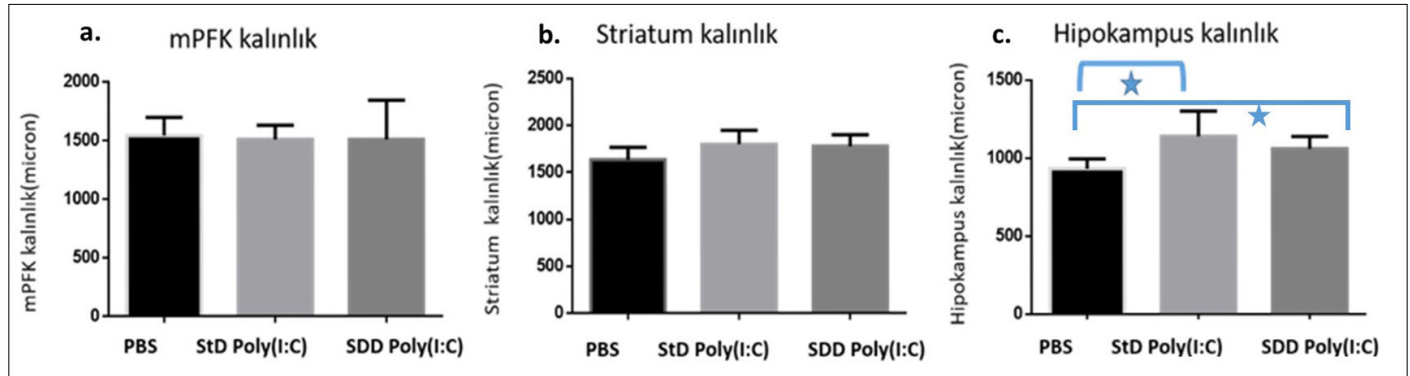 a.
mPFK kalınlık
mPFK kalınlık(micron)
2000
1500
1000
500
0
PBS
StD Poly(I:C)
SDD Poly(I:C)
b.
Striatum kalınlık
Striatum kalınlık(micron)
2500
2000
1500
1000
500
0
PBS
StD Poly(I:C)
SDD Poly(I:C)
c.
Hipokampus kalınlık
Hipokampus kalınlık(micron)
1500
1000
500
0
PBS
StD Poly(I:C)
SDD Poly(I:C)